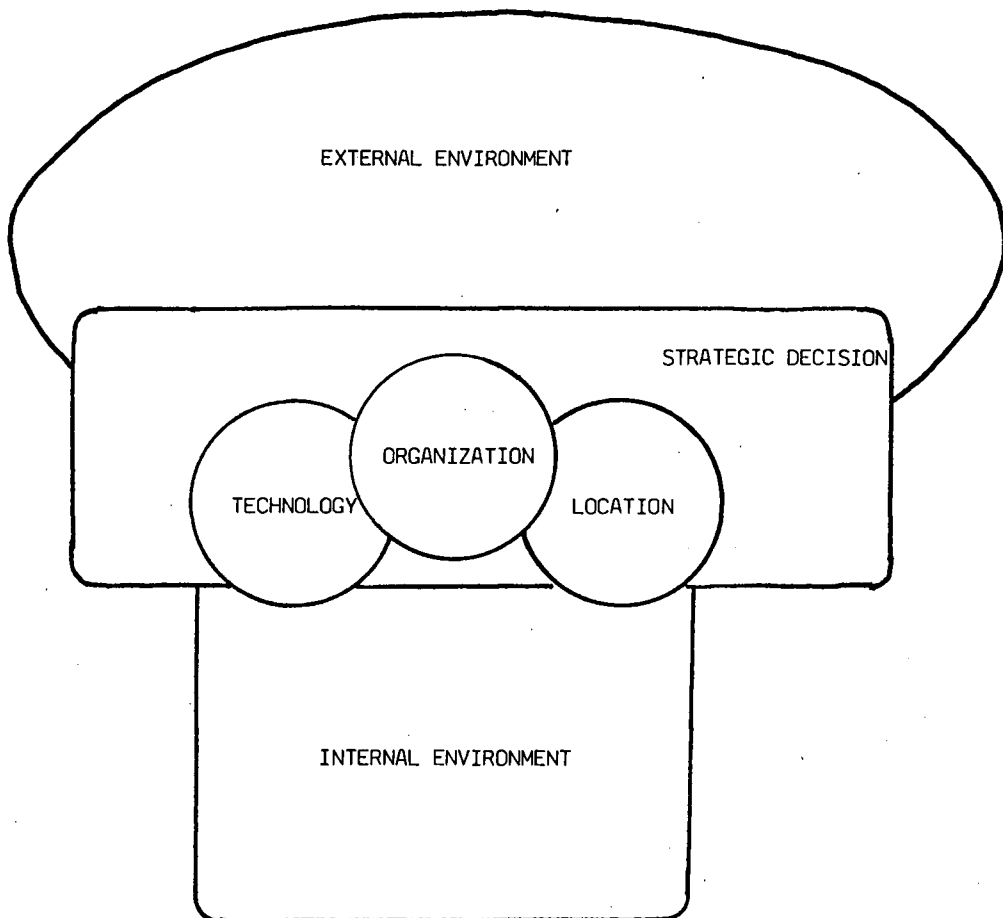 EXTERNAL ENVIRONMENT
STRATEGIC DECISION
ORGANIZATION
TECHNOLOGY
LOCATION
INTERNAL ENVIRONMENT